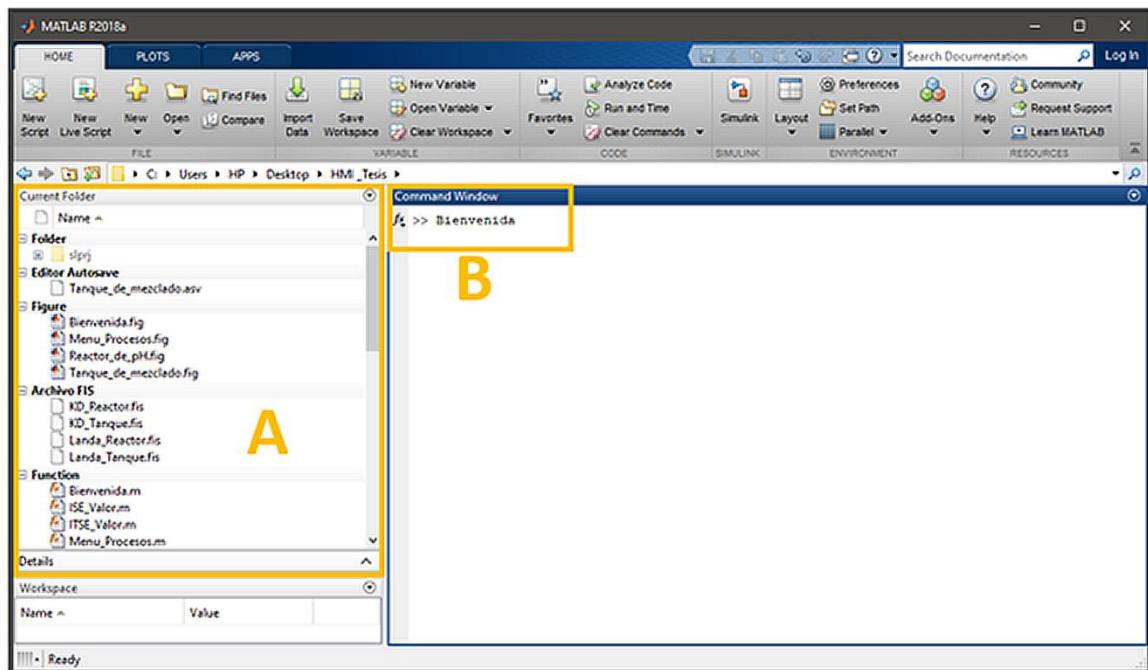 MATLAB R2018a
HOME PLOTS APPS
Search Documentation Log In
New Script
New Live Script
New
Open
Find Files
Compare
Import Data
Save Workspace
New Variable
Open Variable
Clear Workspace
Favorites
Analyze Code
Run and Time
Clear Commands
Simulink
Layout
Preferences
Set Path
Parallel
Add-Ons
Help
Community
Request Support
Learn MATLAB
FILE VARIABLE CODE SIMULINK ENVIRONMENT RESOURCES
C: Users HP Desktop HMI_Tesis
Current Folder
Name
Folder
slprj
Editor Autosave
Tanque_de_mezclado.asv
Figure
Bienvenida.fig
Menu_Procesos.fig
Reactor_de_pH.fig
Tanque_de_mezclado.fig
Archivo FIS
KD_Reactor.fis
KD_Tanque.fis
Landa_Reactor.fis
Landa_Tanque.fis
A
Function
Bienvenida.m
ISE_Valor.m
ITSE_Valor.m
Menu_Procesos.m
Details
Workspace
Name Value
Command Window
fx >> Bienvenida
B
Ready